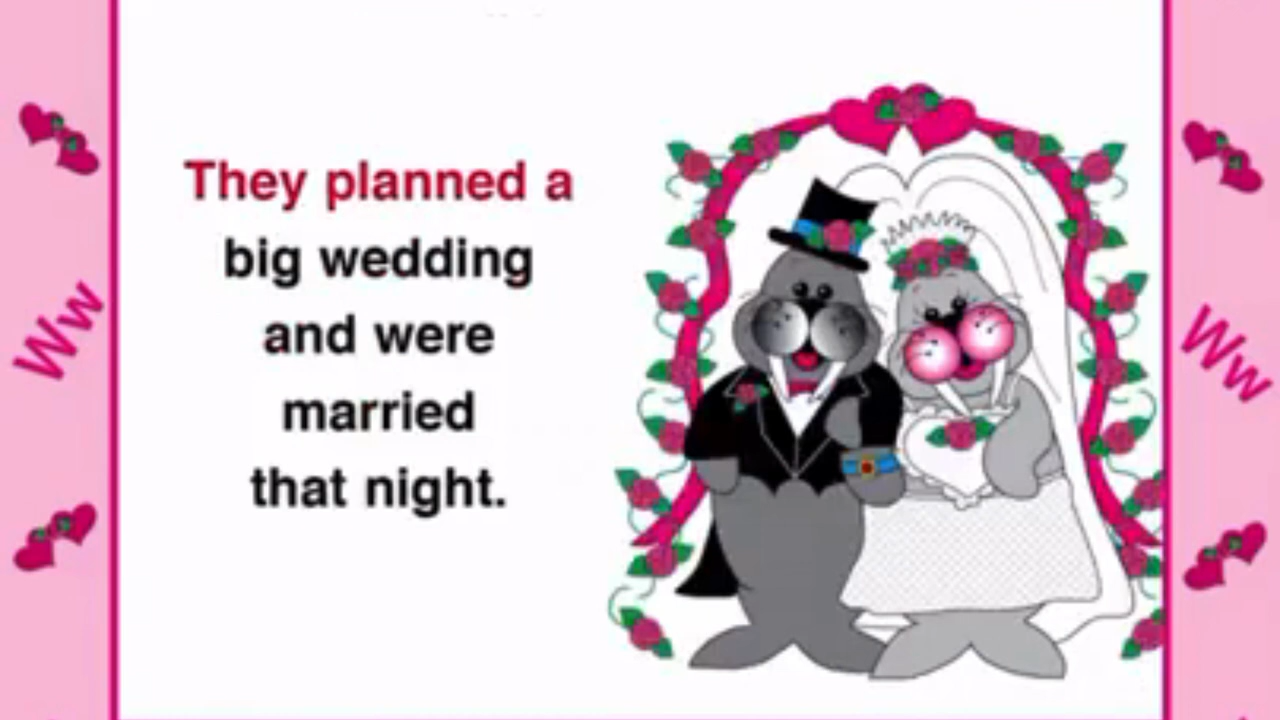 They planned a
big wedding
and were
married
that night.
Ww
Ww